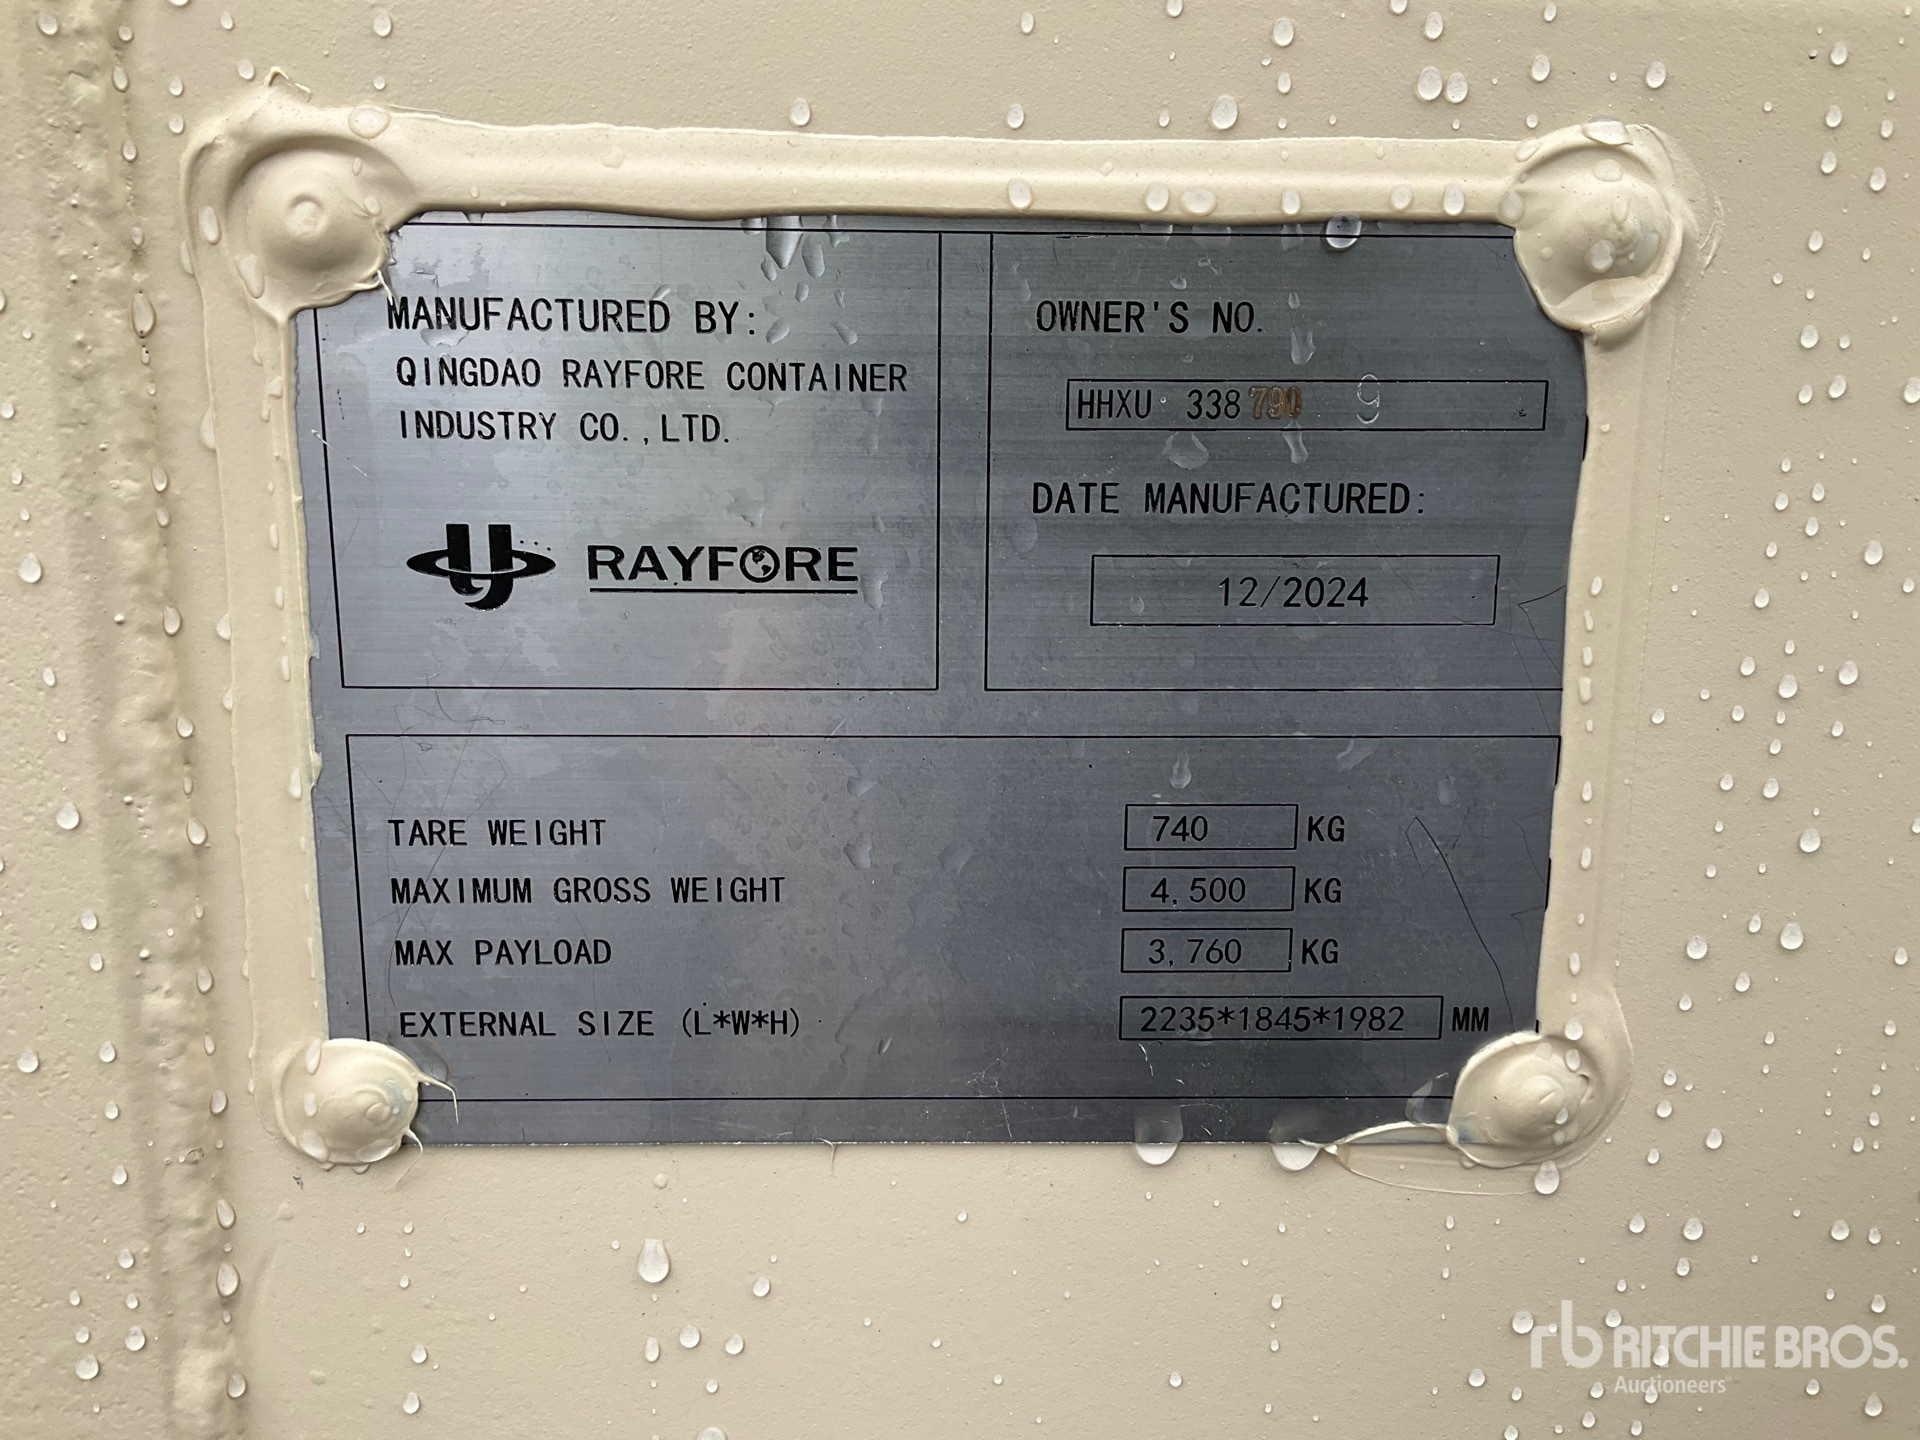 MANUFACTURED BY:
QINGDAO RAYFORE CONTAINER
INDUSTRY CO.,LTD.
RAYFORE
OWNER'S NO.
HHXU 338790 9
DATE MANUFACTURED:
12/2024
TARE WEIGHT 740 KG
MAXIMUM GROSS WEIGHT 4,500 KG
MAX PAYLOAD 3,760 KG
EXTERNAL SIZE (L*W*H) 2235*1845*1982 MM
rb RITCHIE BROS.
Auctioneers